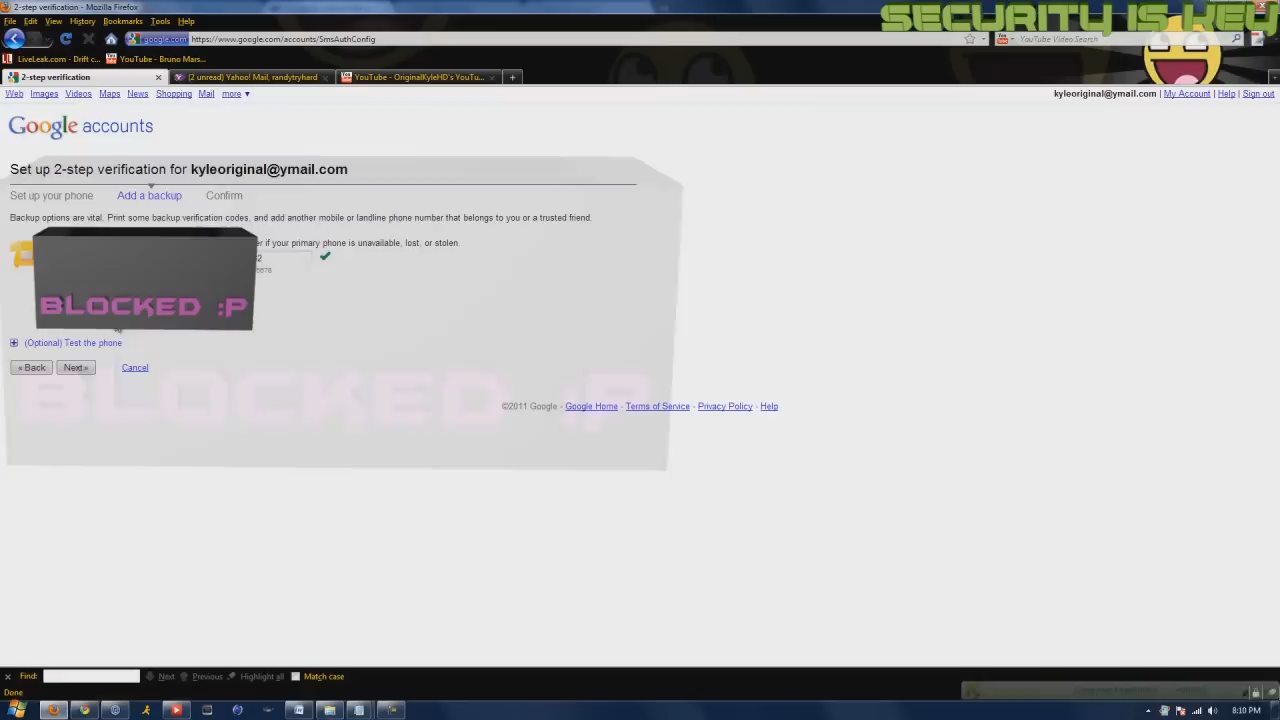 2-step verification - Mozilla Firefox
SECURITY IS KEY
File Edit View History Bookmarks Tools Help
google.com https://www.google.com/accounts/SmsAuthConfig
YouTube Video Search
LiveLeak.com - Drift c... YouTube - Bruno Mars...
2-step verification
(2 unread) Yahoo! Mail, randytryhard
YouTube - OriginalKyleHD's YouTu...
Web Images Videos Maps News Shopping Mail more ▼
kyleoriginal@ymail.com | My Account | Help | Sign out
Google accounts
Set up 2-step verification for kyleoriginal@ymail.com
Set up your phone Add a backup Confirm
Backup options are vital. Print some backup verification codes, and add another mobile or landline phone number that belongs to you or a trusted friend.
if your primary phone is unavailable, lost, or stolen.
BLOCKED :P
(Optional) Test the phone
« Back Next » Cancel
BLOCKED :P
©2011 Google - Google Home - Terms of Service - Privacy Policy - Help
Find: Next Previous Highlight all Match case
Done
8:10 PM